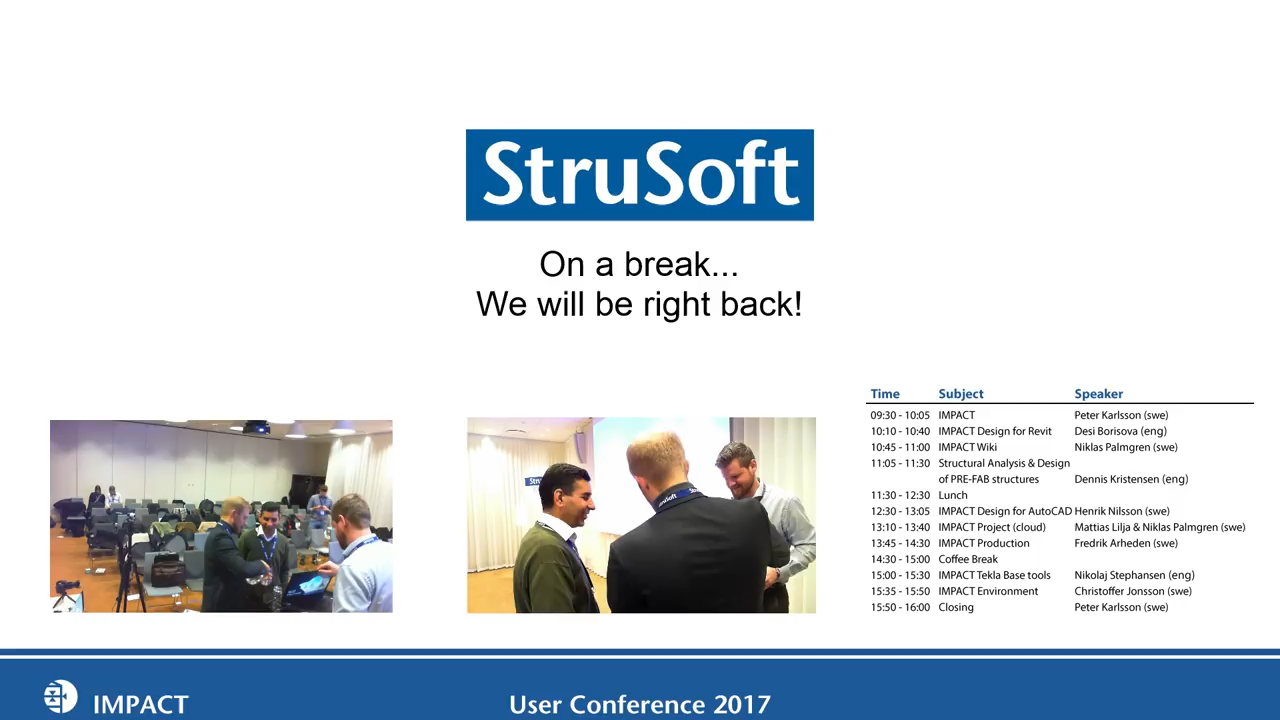 StruSoft
On a break...
We will be right back!
Time Subject Speaker
09:30 - 10:05 IMPACT Peter Karlsson (swe)
10:10 - 10:40 IMPACT Design for Revit Desi Borisova (eng)
10:45 - 11:00 IMPACT Wiki Niklas Palmgren (swe)
11:05 - 11:30 Structural Analysis & Design
of PRE-FAB structures Dennis Kristensen (eng)
11:30 - 12:30 Lunch
12:30 - 13:05 IMPACT Design for AutoCAD Henrik Nilsson (swe)
13:10 - 13:40 IMPACT Project (cloud) Mattias Lilja & Niklas Palmgren (swe)
13:45 - 14:30 IMPACT Production Fredrik Arheden (swe)
14:30 - 15:00 Coffee Break
15:00 - 15:30 IMPACT Tekla Base tools Nikolaj Stephansen (eng)
15:35 - 15:50 IMPACT Environment Christoffer Jonsson (swe)
15:50 - 16:00 Closing Peter Karlsson (swe)
IMPACT
User Conference 2017